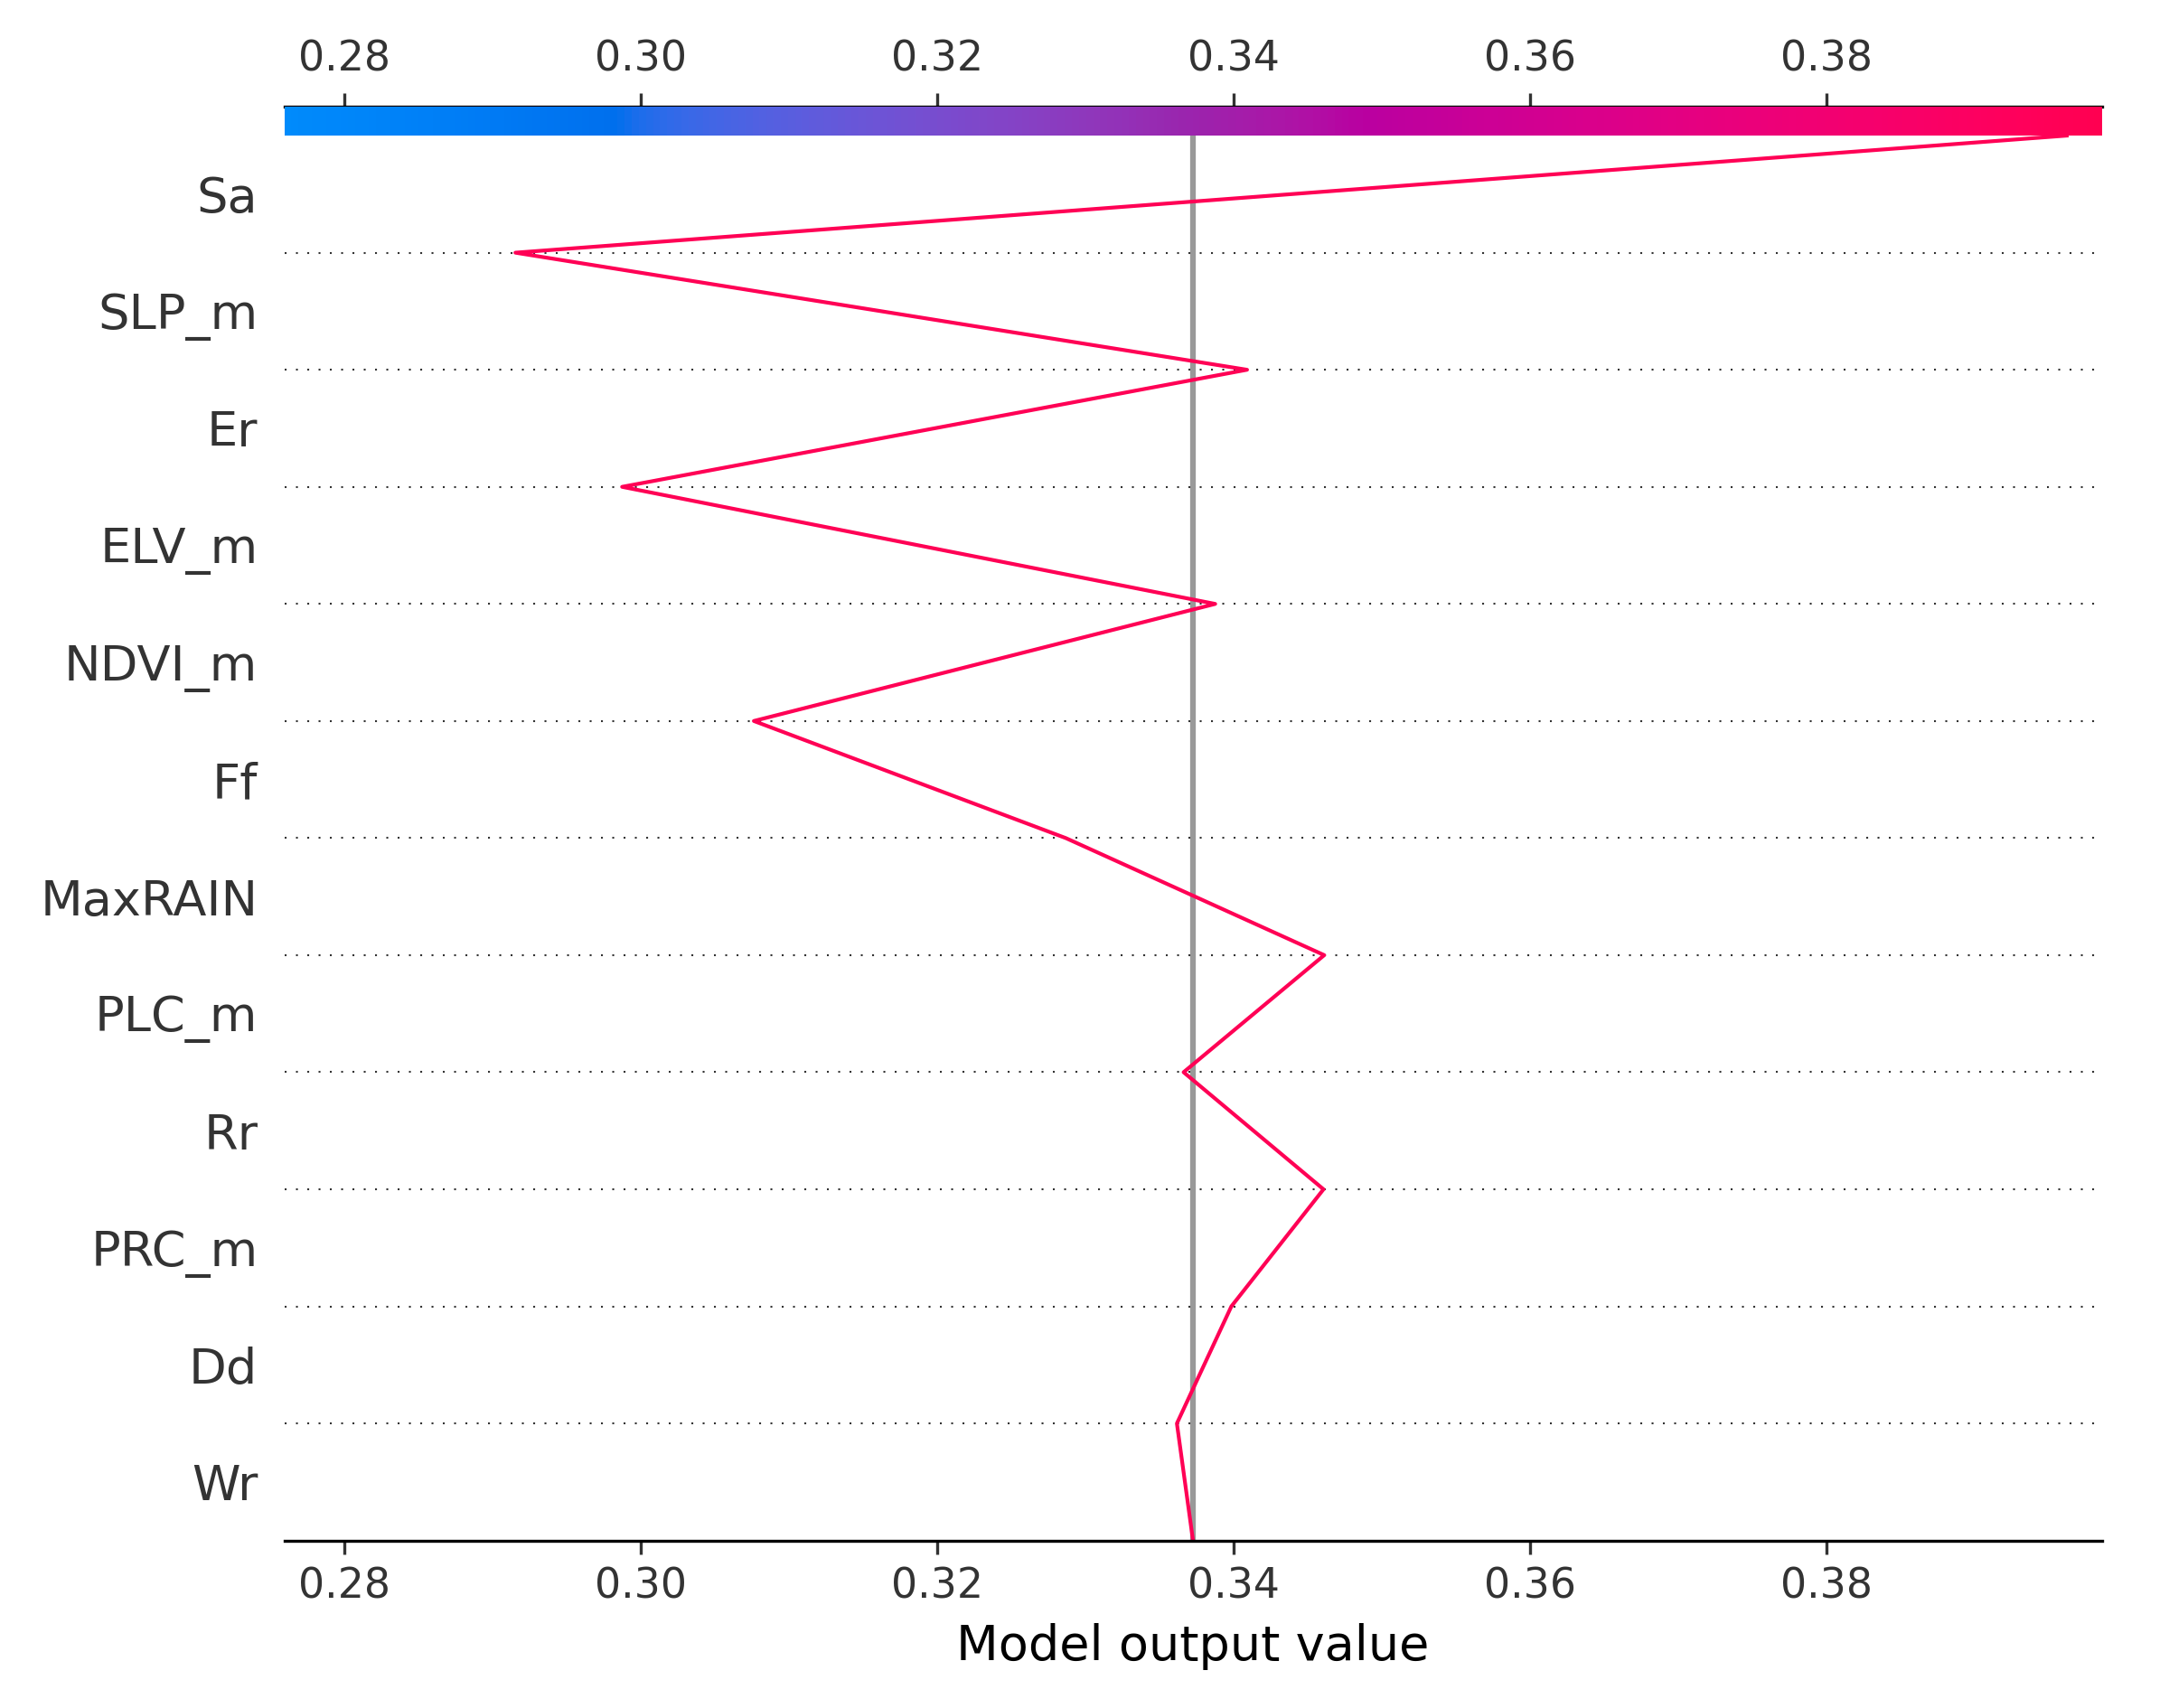 0.28 0.30 0.32 0.34 0.36 0.38
Sa
SLP_m
Er
ELV_m
NDVI_m
Ff
MaxRAIN
PLC_m
Rr
PRC_m
Dd
Wr
0.28 0.30 0.32 0.34 0.36 0.38
Model output value